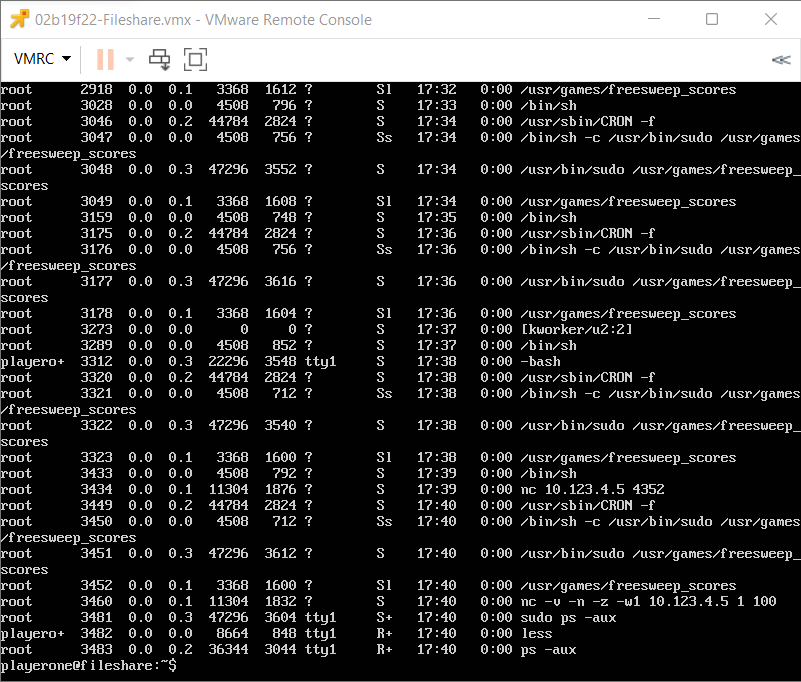 02b19f22-Fileshare.vmx - VMware Remote Console
VMRC
root 2918 0.0 0.1 3368 1612 ? Sl 17:32 0:00 /usr/games/freesweep_scores
root 3028 0.0 0.0 4508 796 ? S 17:33 0:00 /bin/sh
root 3046 0.0 0.2 44784 2824 ? S 17:34 0:00 /usr/sbin/CRON -f
root 3047 0.0 0.0 4508 756 ? Ss 17:34 0:00 /bin/sh -c /usr/bin/sudo /usr/games
/freesweep_scores
root 3048 0.0 0.3 47296 3552 ? S 17:34 0:00 /usr/bin/sudo /usr/games/freesweep_
scores
root 3049 0.0 0.1 3368 1608 ? Sl 17:34 0:00 /usr/games/freesweep_scores
root 3159 0.0 0.0 4508 748 ? S 17:35 0:00 /bin/sh
root 3175 0.0 0.2 44784 2824 ? S 17:36 0:00 /usr/sbin/CRON -f
root 3176 0.0 0.0 4508 756 ? Ss 17:36 0:00 /bin/sh -c /usr/bin/sudo /usr/games
/freesweep_scores
root 3177 0.0 0.3 47296 3616 ? S 17:36 0:00 /usr/bin/sudo /usr/games/freesweep_
scores
root 3178 0.0 0.1 3368 1604 ? Sl 17:36 0:00 /usr/games/freesweep_scores
root 3273 0.0 0.0 0 0 ? S 17:37 0:00 [kworker/u2:2]
root 3289 0.0 0.0 4508 852 ? S 17:37 0:00 /bin/sh
playero+ 3312 0.0 0.3 22296 3548 tty1 S 17:38 0:00 -bash
root 3320 0.0 0.2 44784 2824 ? S 17:38 0:00 /usr/sbin/CRON -f
root 3321 0.0 0.0 4508 712 ? Ss 17:38 0:00 /bin/sh -c /usr/bin/sudo /usr/games
/freesweep_scores
root 3322 0.0 0.3 47296 3540 ? S 17:38 0:00 /usr/bin/sudo /usr/games/freesweep_
scores
root 3323 0.0 0.1 3368 1600 ? Sl 17:38 0:00 /usr/games/freesweep_scores
root 3433 0.0 0.0 4508 792 ? S 17:39 0:00 /bin/sh
root 3434 0.0 0.1 11304 1876 ? S 17:39 0:00 nc 10.123.4.5 4352
root 3449 0.0 0.2 44784 2824 ? S 17:40 0:00 /usr/sbin/CRON -f
root 3450 0.0 0.0 4508 712 ? Ss 17:40 0:00 /bin/sh -c /usr/bin/sudo /usr/games
/freesweep_scores
root 3451 0.0 0.3 47296 3612 ? S 17:40 0:00 /usr/bin/sudo /usr/games/freesweep_
scores
root 3452 0.0 0.1 3368 1600 ? Sl 17:40 0:00 /usr/games/freesweep_scores
root 3460 0.0 0.1 11304 1832 ? S 17:40 0:00 nc -v -n -z -w1 10.123.4.5 1 100
root 3481 0.0 0.3 47296 3604 tty1 S+ 17:40 0:00 sudo ps -aux
playero+ 3482 0.0 0.0 8664 848 tty1 R+ 17:40 0:00 less
root 3483 0.0 0.2 36344 3044 tty1 R+ 17:40 0:00 ps -aux
playerone@fileshare:~$